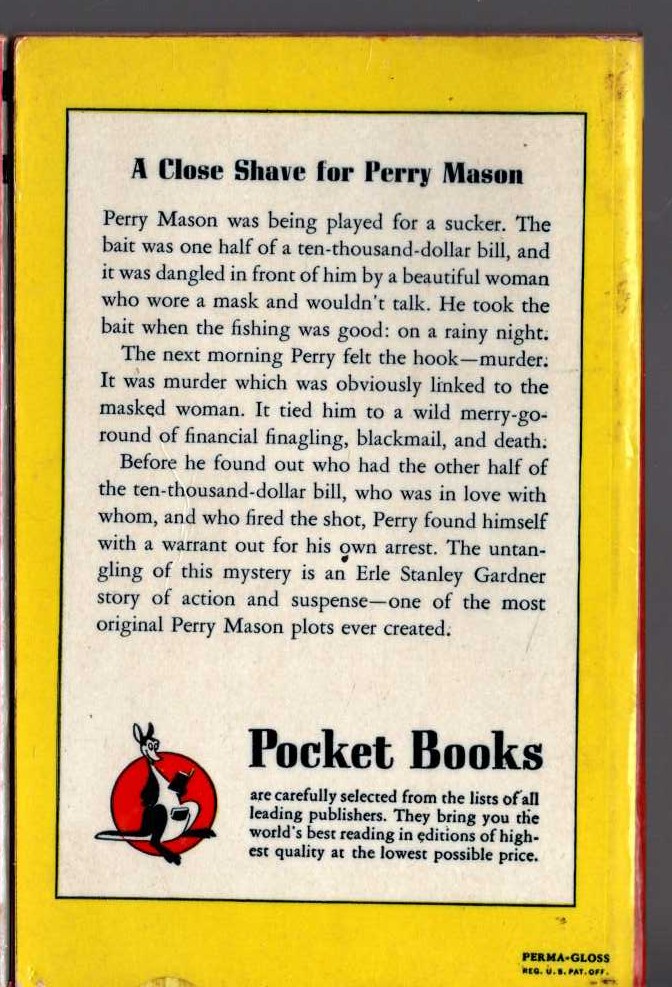 A Close Shave for Perry Mason
Perry Mason was being played for a sucker. The
bait was one half of a ten-thousand-dollar bill, and
it was dangled in front of him by a beautiful woman
who wore a mask and wouldn't talk. He took the
bait when the fishing was good: on a rainy night.
The next morning Perry felt the hook—murder.
It was murder which was obviously linked to the
masked woman. It tied him to a wild merry-go-
round of financial finagling, blackmail, and death.
Before he found out who had the other half of
the ten-thousand-dollar bill, who was in love with
whom, and who fired the shot, Perry found himself
with a warrant out for his own arrest. The untan-
gling of this mystery is an Erle Stanley Gardner
story of action and suspense—one of the most
original Perry Mason plots ever created.
Pocket Books
are carefully selected from the lists of all
leading publishers. They bring you the
world's best reading in editions of high-
est quality at the lowest possible price.
PERMA-GLOSS
REG. U.S. PAT. OFF.